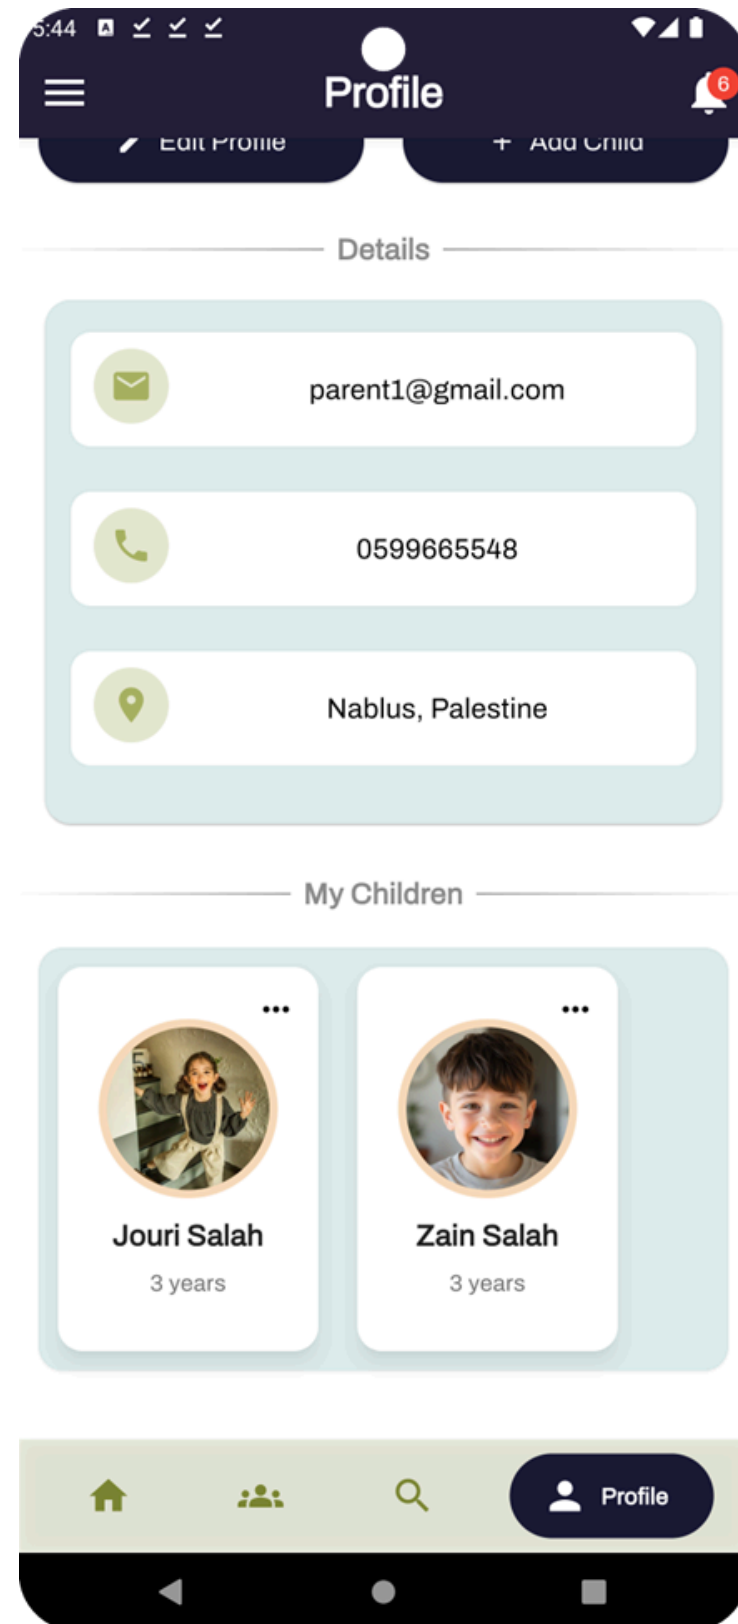 5:44
Profile
6
Edit Profile
+ Add Child
Details
parent1@gmail.com
0599665548
Nablus, Palestine
My Children
Jouri Salah
3 years
Zain Salah
3 years
Profile